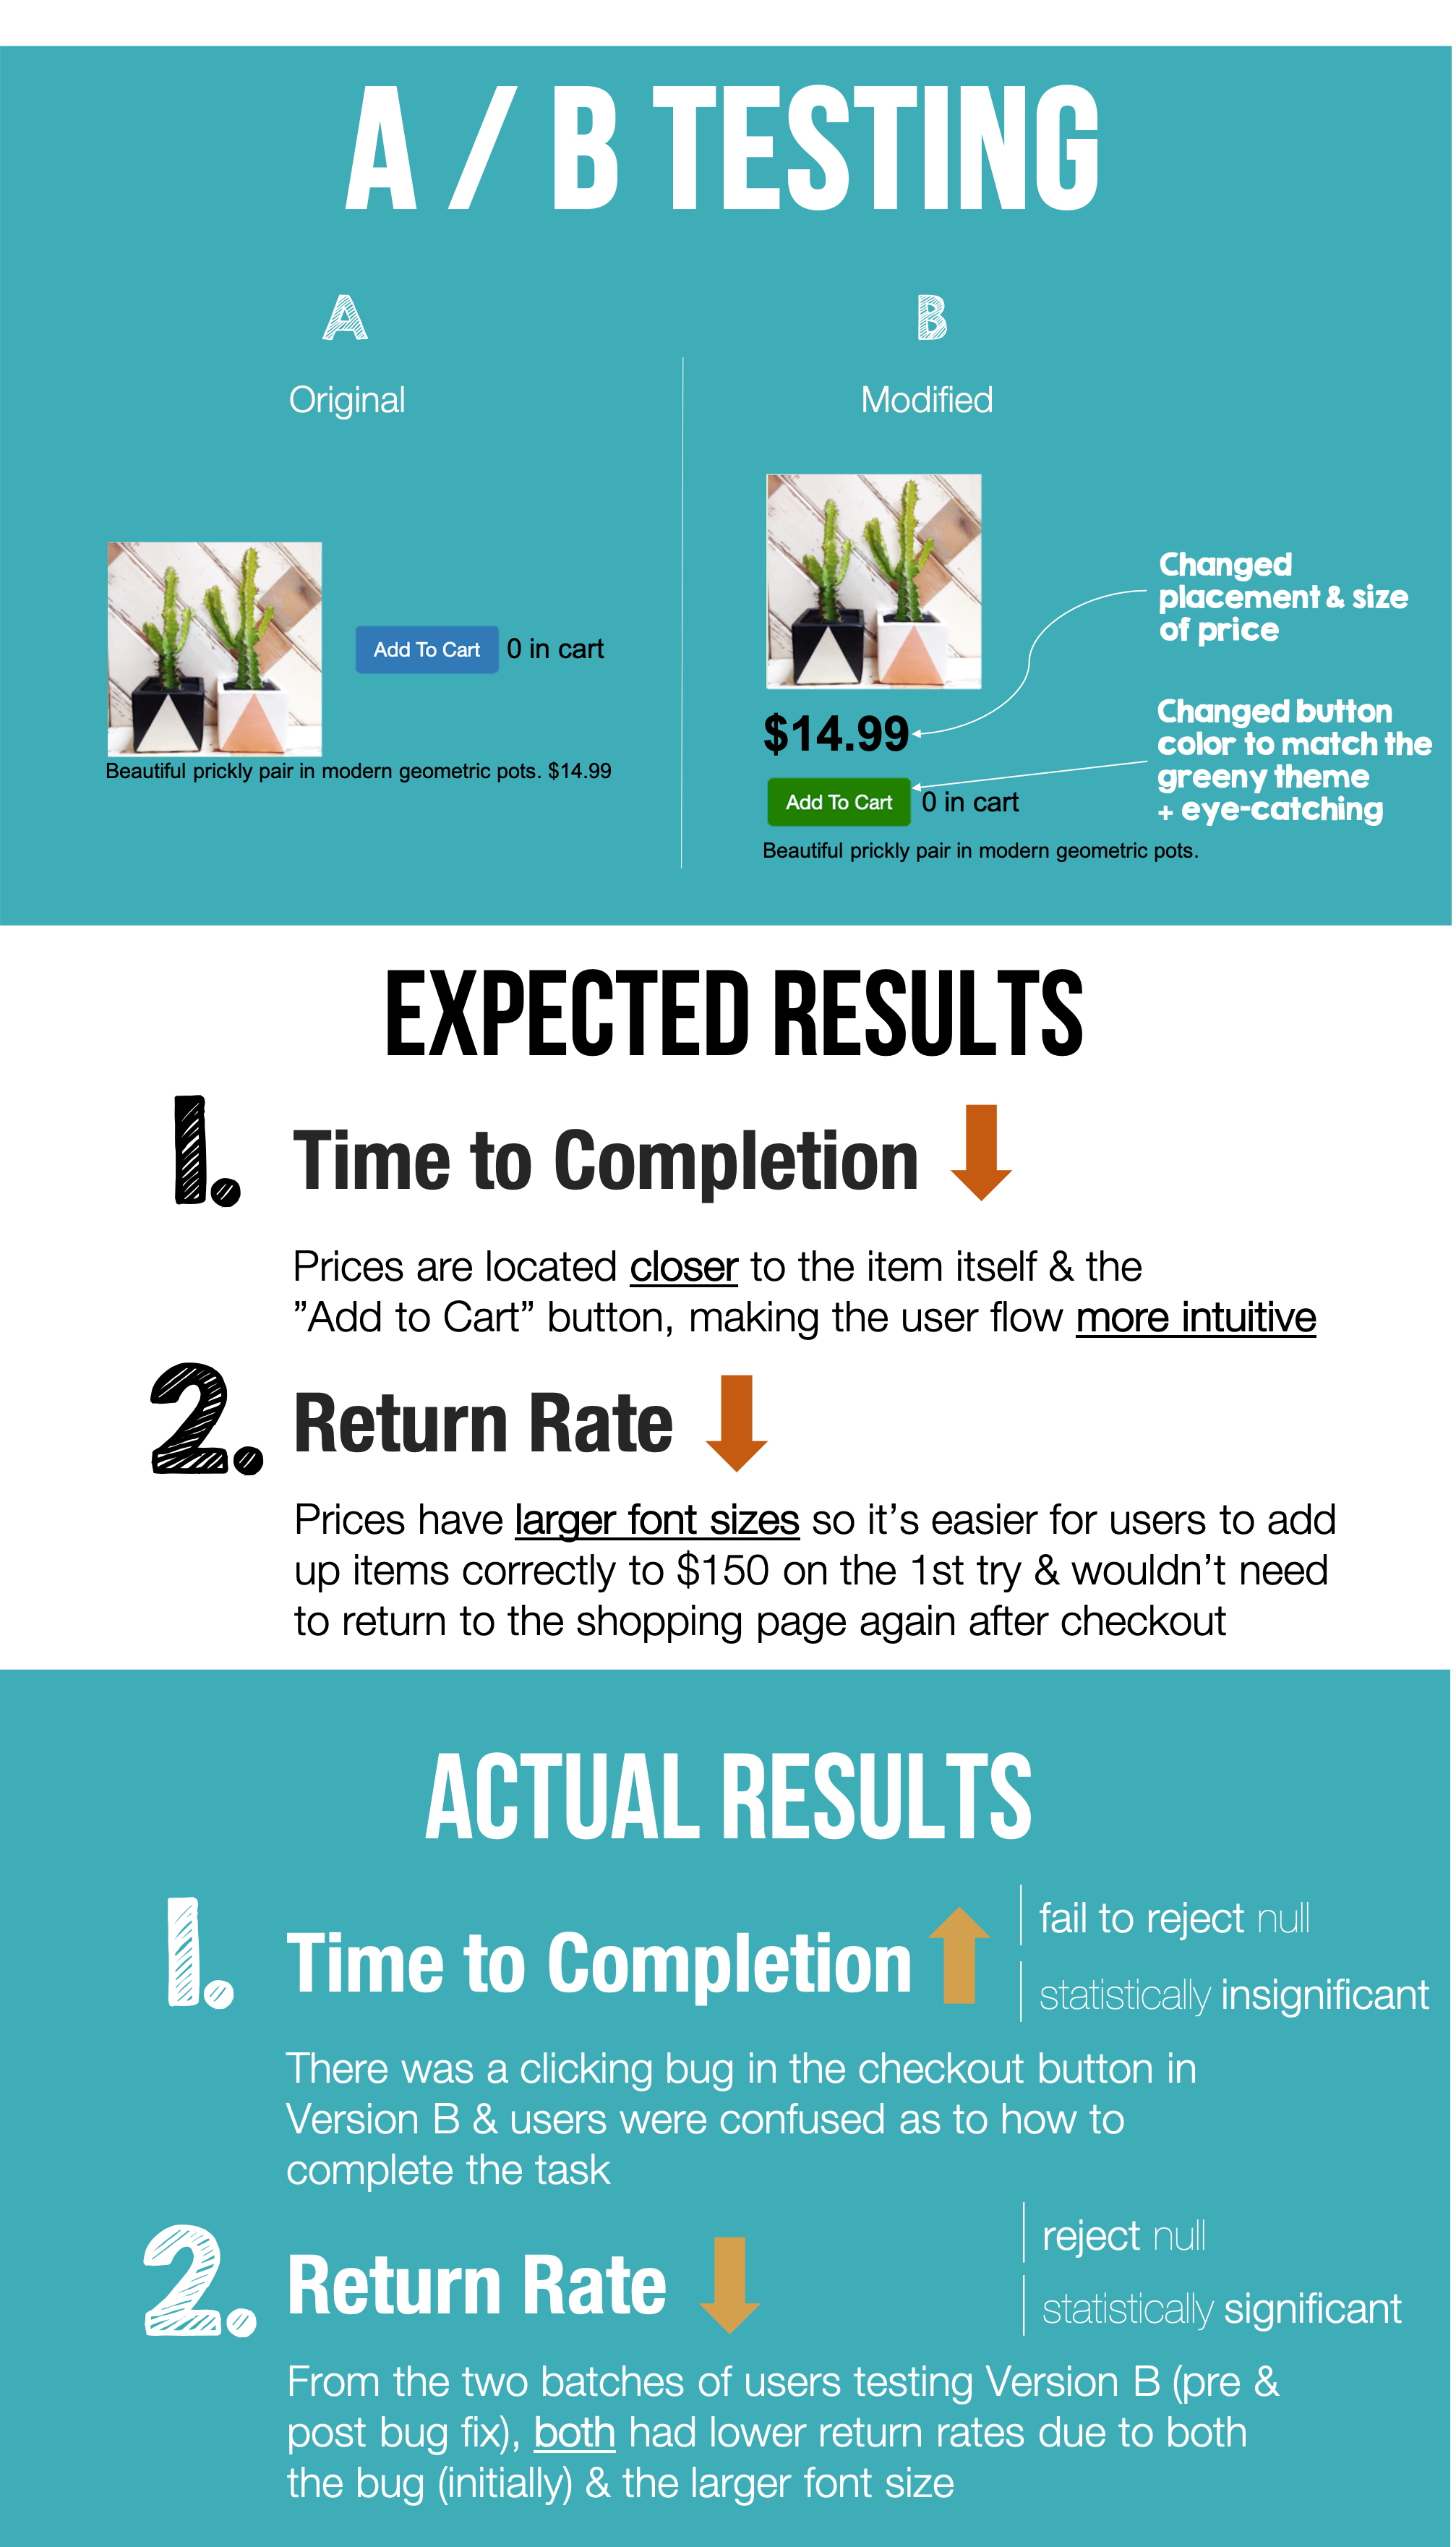 A / B TESTING
A
B
Original
Modified
Add To Cart 0 in cart
Beautiful prickly pair in modern geometric pots. $14.99
$14.99
Add To Cart 0 in cart
Beautiful prickly pair in modern geometric pots.
Changed
placement & size
of price
Changed button
color to match the
greeny theme
+ eye-catching
EXPECTED RESULTS
1. Time to Completion
Prices are located closer to the item itself & the
”Add to Cart” button, making the user flow more intuitive
2. Return Rate
Prices have larger font sizes so it’s easier for users to add
up items correctly to $150 on the 1st try & wouldn’t need
to return to the shopping page again after checkout
ACTUAL RESULTS
1. Time to Completion
fail to reject null
statistically insignificant
There was a clicking bug in the checkout button in
Version B & users were confused as to how to
complete the task
2. Return Rate
reject null
statistically significant
From the two batches of users testing Version B (pre &
post bug fix), both had lower return rates due to both
the bug (initially) & the larger font size